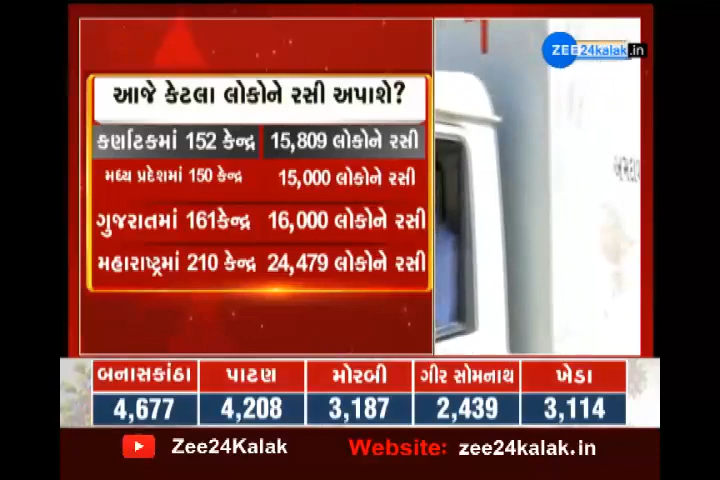 ZEE24kalak.in
આજે કેટલા લોકોને રસી અપાશે?
કર્ણાટકમાં 152 કેન્દ્ર 15,809 લોકોને રસી
મધ્ય પ્રદેશમાં 150 કેન્દ્ર 15,000 લોકોને રસી
ગુજરાતમાં 161કેન્દ્ર 16,000 લોકોને રસી
મહારાષ્ટ્રમાં 210 કેન્દ્ર 24,479 લોકોને રસી
બનાસકાંઠા પાટણ મોરબી ગીર સોમનાથ ખેડા
4,677 4,208 3,187 2,439 3,114
Zee24Kalak Website: zee24kalak.in